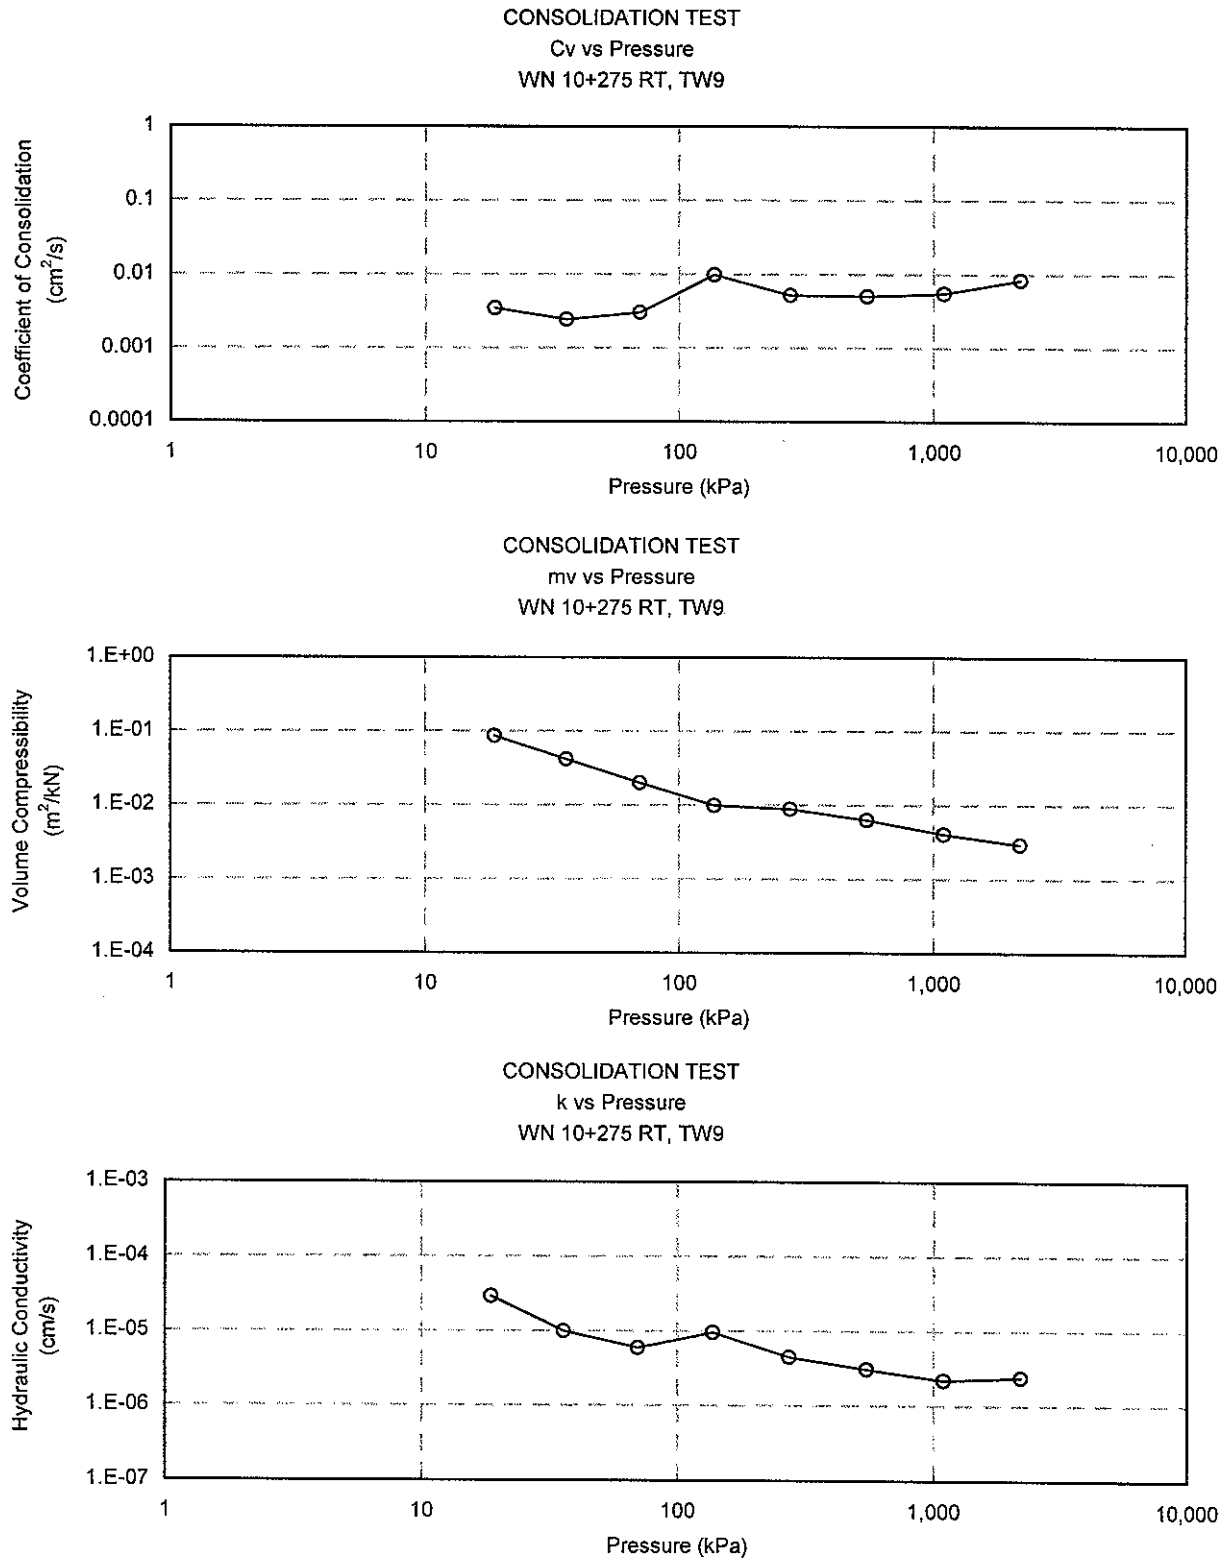 CONSOLIDATION TEST
Cv vs Pressure
WN 10+275 RT, TW9
Coefficient of Consolidation
(cm²/s)
1
0.1
0.01
0.001
0.0001
1
10
100
1,000
10,000
Pressure (kPa)
CONSOLIDATION TEST
mv vs Pressure
WN 10+275 RT, TW9
Volume Compressibility
(m²/kN)
1.E+00
1.E-01
1.E-02
1.E-03
1.E-04
1
10
100
1,000
10,000
Pressure (kPa)
CONSOLIDATION TEST
k vs Pressure
WN 10+275 RT, TW9
Hydraulic Conductivity
(cm/s)
1.E-03
1.E-04
1.E-05
1.E-06
1.E-07
1
10
100
1,000
10,000
Pressure (kPa)